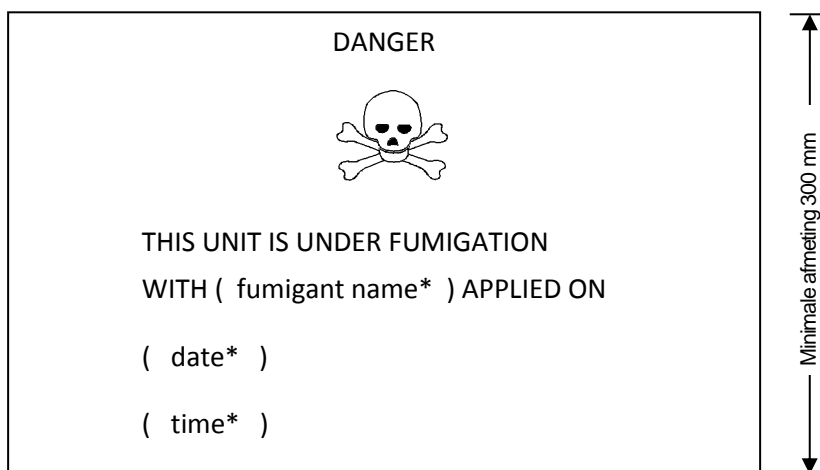 DANGER
THIS UNIT IS UNDER FUMIGATION
WITH ( fumigant name* ) APPLIED ON
( date* )
( time* )
Minimale afmeting 300 mm